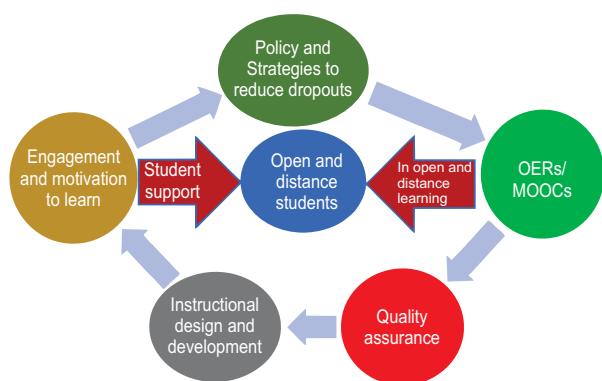 Policy and
Strategies to
reduce dropouts
Engagement
and motivation
to learn
Student
support
Open and
distance
students
In open and
distance
learning
OERs/
MOOCs
Instructional
design and
development
Quality
assurance